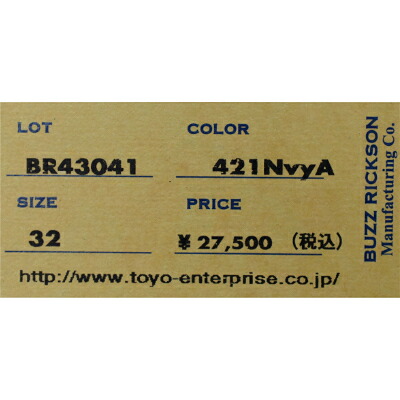 LOT COLOR
BR43041 421NvyA
SIZE PRICE
32 ¥ 27,500 (税込)
http://www.toyo-enterprise.co.jp/
BUZZ RICKSON
Manufacturing Co.